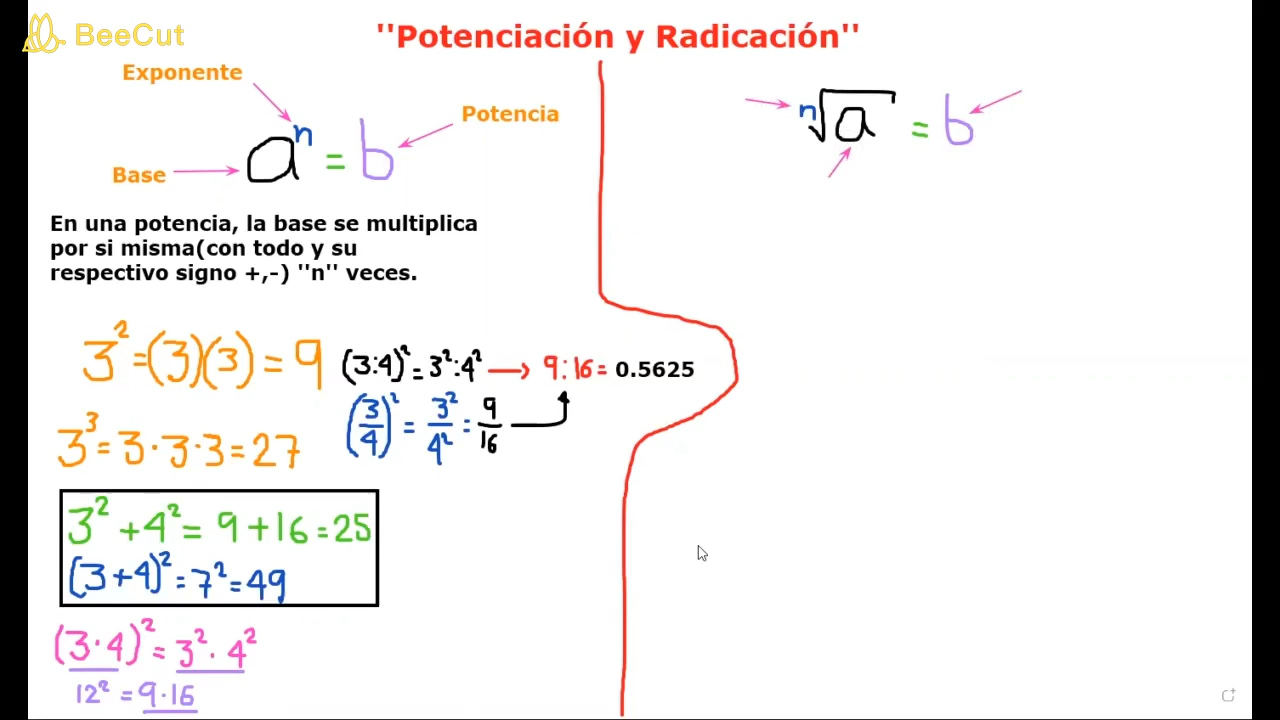 BeeCut
''Potenciación y Radicación''
Exponente
Potencia
aⁿ = b
Base
En una potencia, la base se multiplica
por si misma(con todo y su
respectivo signo +,-) ''n'' veces.
3² = (3)(3) = 9
3³ = 3 · 3 · 3 = 27
(3:4)² = 3² : 4² → 9 : 16 = 0.5625
(3/4)² = 3²/4² = 9/16
3² + 4² = 9 + 16 = 25
(3 + 4)² = 7² = 49
(3 · 4)² = 3² · 4²
12² = 9 · 16
ⁿ√a = b